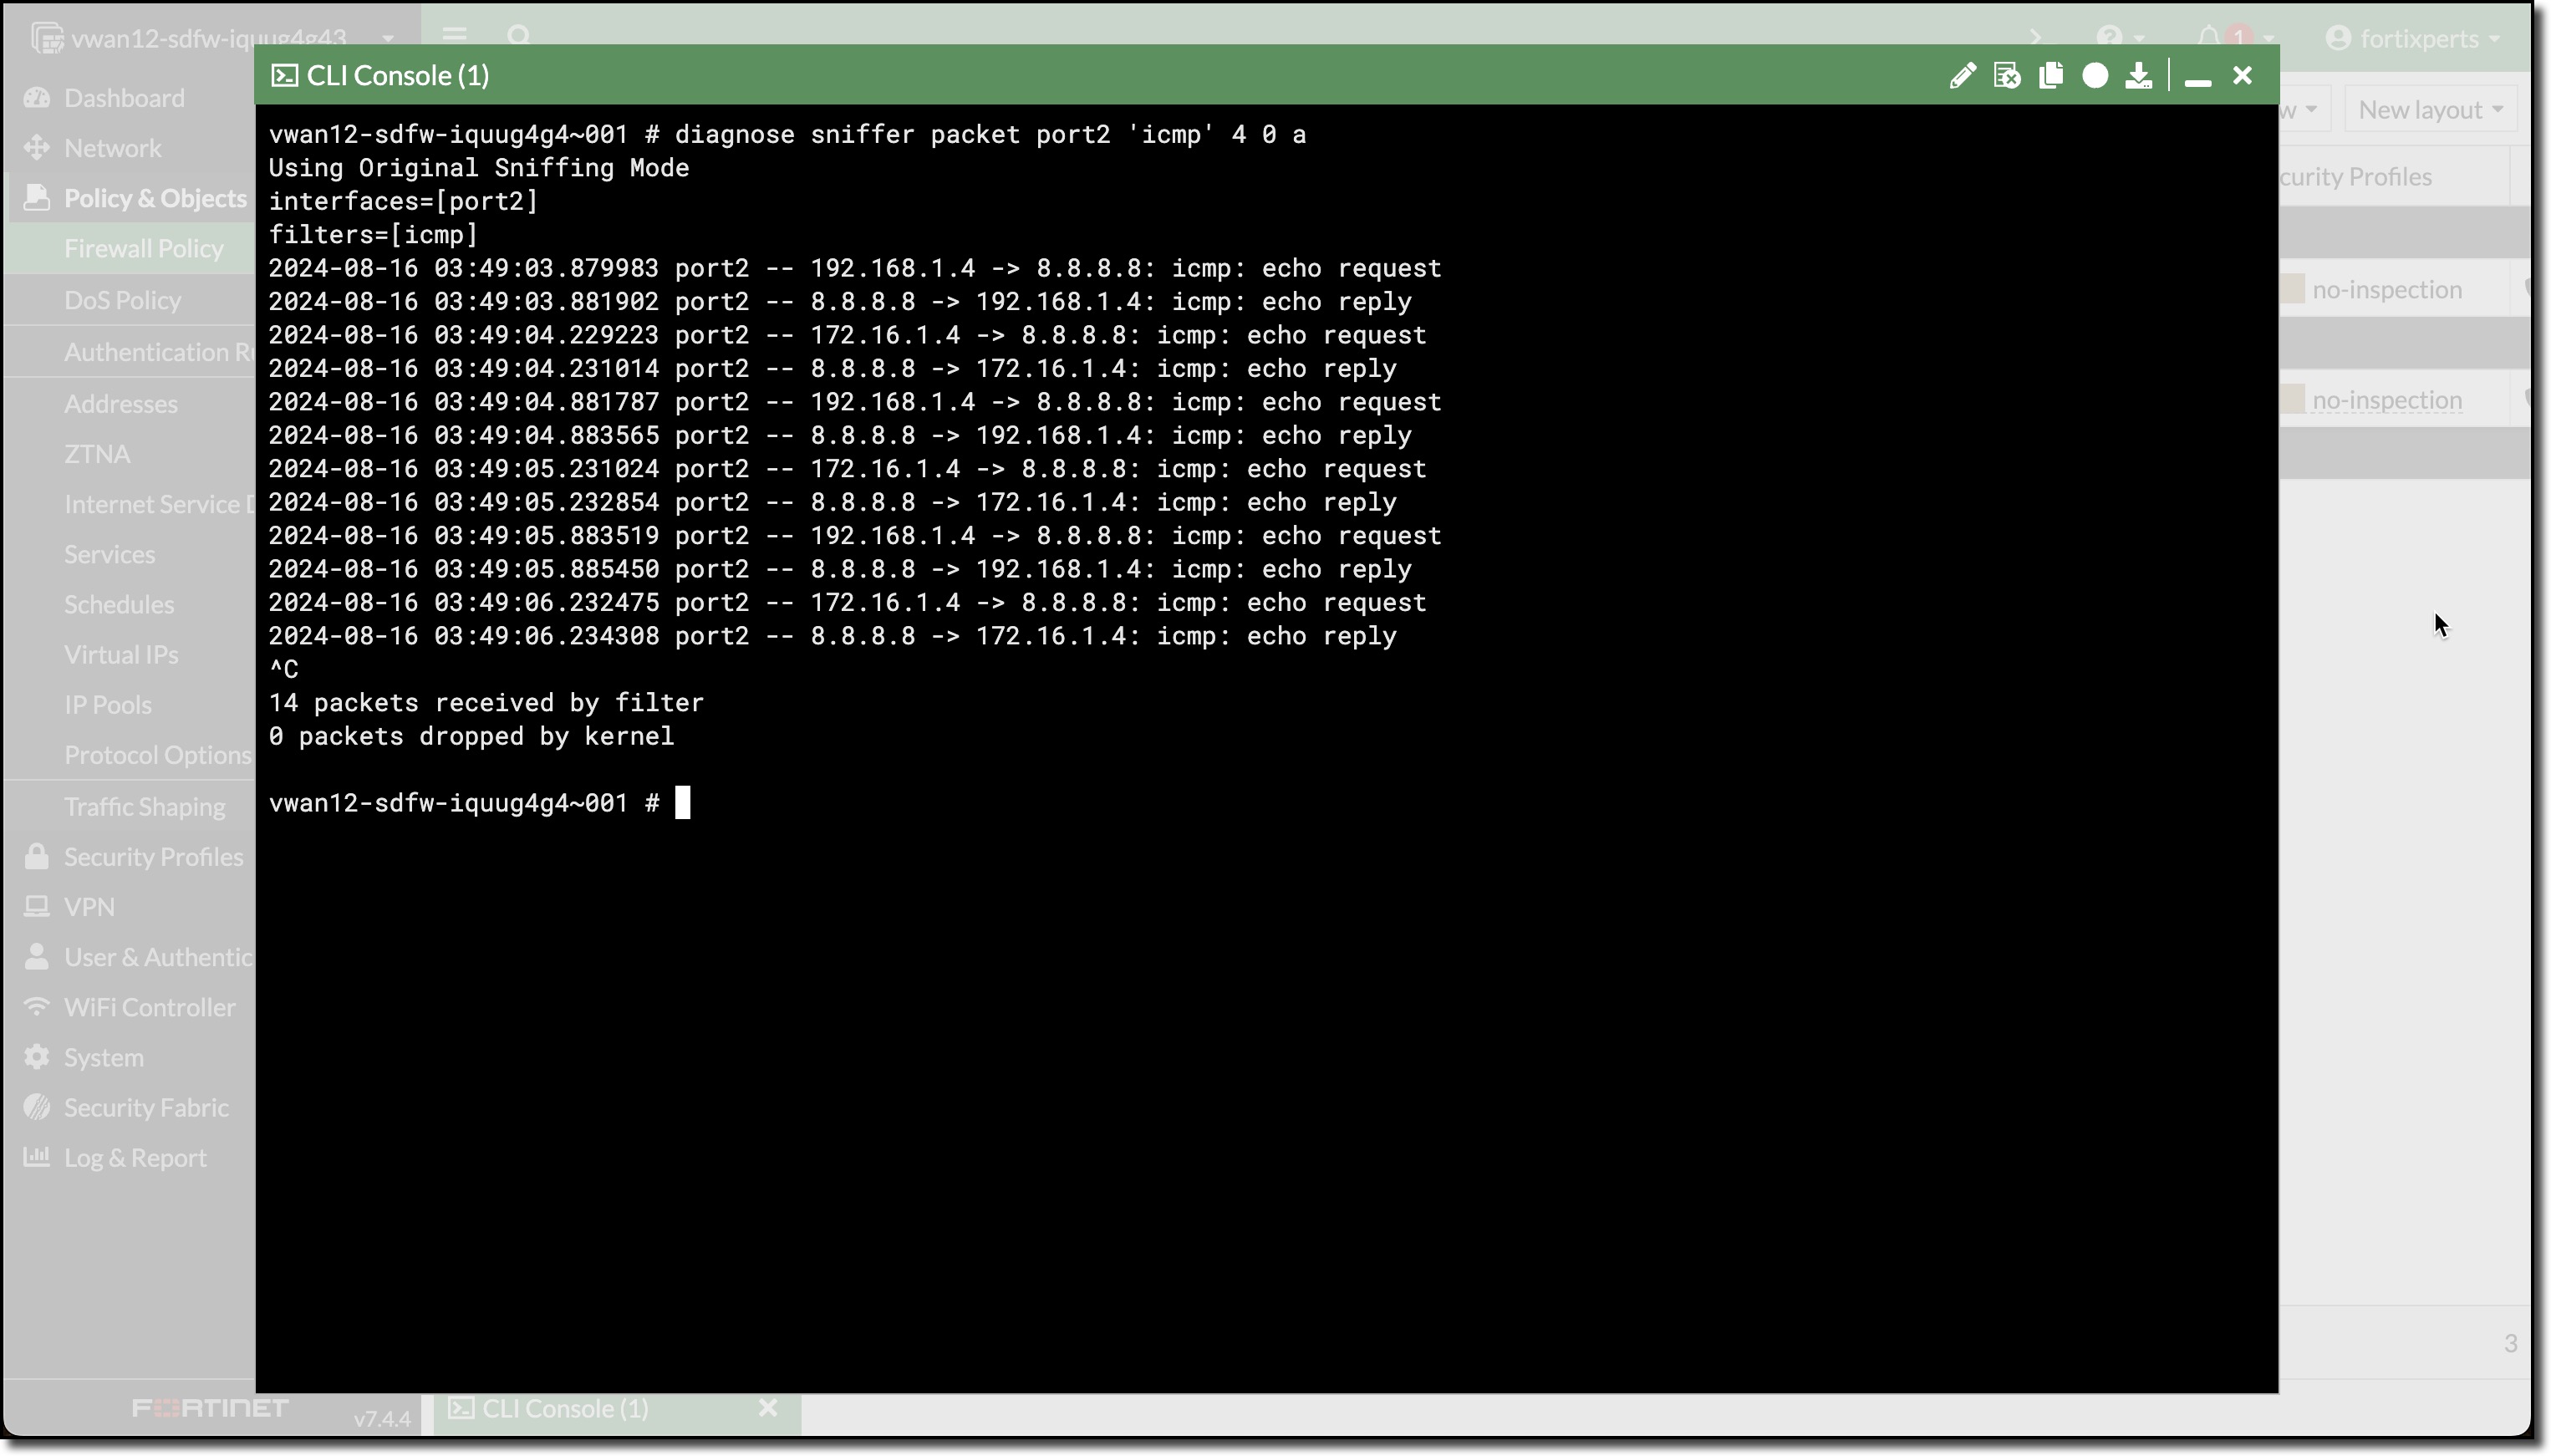 vwan12-sdfw-iquug4g43
1
fortixperts
CLI Console (1)
Dashboard
Network
Policy & Objects
Firewall Policy
DoS Policy
Authentication
Addresses
ZTNA
Internet Service
Services
Schedules
Virtual IPs
IP Pools
Protocol Options
Traffic Shaping
Security Profiles
VPN
User & Authentic
WiFi Controller
System
Security Fabric
Log & Report
vwan12-sdfw-iquug4g4~001 # diagnose sniffer packet port2 'icmp' 4 0 a
Using Original Sniffing Mode
interfaces=[port2]
filters=[icmp]
2024-08-16 03:49:03.879983 port2 -- 192.168.1.4 -> 8.8.8.8: icmp: echo request
2024-08-16 03:49:03.881902 port2 -- 8.8.8.8 -> 192.168.1.4: icmp: echo reply
2024-08-16 03:49:04.229223 port2 -- 172.16.1.4 -> 8.8.8.8: icmp: echo request
2024-08-16 03:49:04.231014 port2 -- 8.8.8.8 -> 172.16.1.4: icmp: echo reply
2024-08-16 03:49:04.881787 port2 -- 192.168.1.4 -> 8.8.8.8: icmp: echo request
2024-08-16 03:49:04.883565 port2 -- 8.8.8.8 -> 192.168.1.4: icmp: echo reply
2024-08-16 03:49:05.231024 port2 -- 172.16.1.4 -> 8.8.8.8: icmp: echo request
2024-08-16 03:49:05.232854 port2 -- 8.8.8.8 -> 172.16.1.4: icmp: echo reply
2024-08-16 03:49:05.883519 port2 -- 192.168.1.4 -> 8.8.8.8: icmp: echo request
2024-08-16 03:49:05.885450 port2 -- 8.8.8.8 -> 192.168.1.4: icmp: echo reply
2024-08-16 03:49:06.232475 port2 -- 172.16.1.4 -> 8.8.8.8: icmp: echo request
2024-08-16 03:49:06.234308 port2 -- 8.8.8.8 -> 172.16.1.4: icmp: echo reply
^C
14 packets received by filter
0 packets dropped by kernel
vwan12-sdfw-iquug4g4~001 #
New layout
curity Profiles
no-inspection
no-inspection
3
FORTINET
v7.4.4
CLI Console (1)